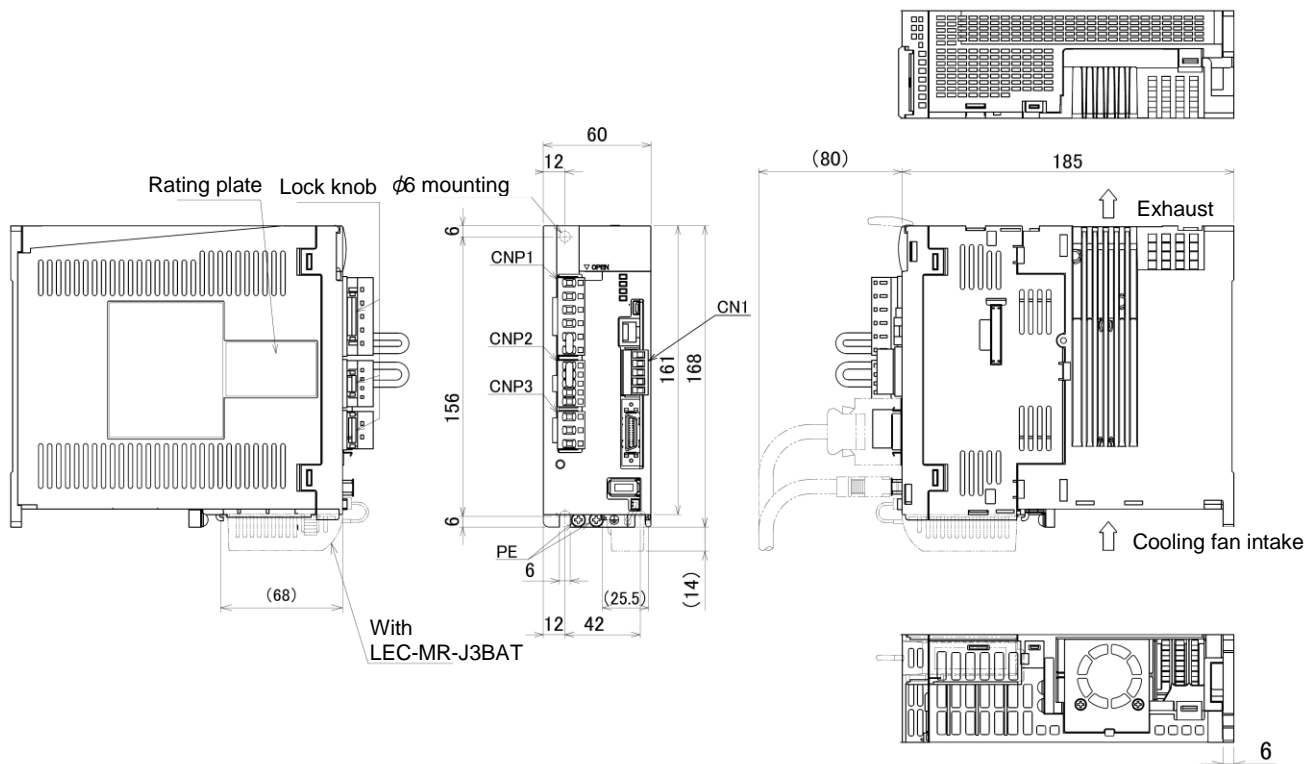 60
12
(80)
185
Rating plate
Lock knob
ϕ6 mounting
Exhaust
6
CNP1
▽ OPEN
CN1
CNP2
161
168
CNP3
156
6
PE
Cooling fan intake
6
(14)
(68)
(25.5)
With
LEC-MR-J3BAT
12
42
6